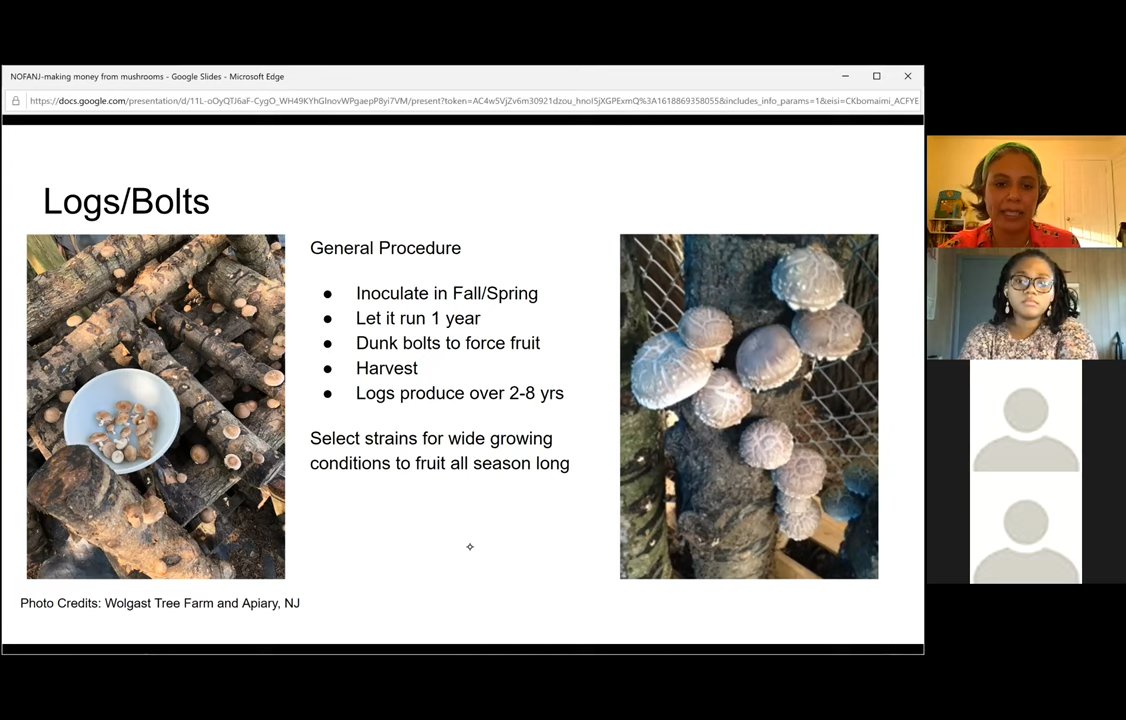 NOFANJ-making money from mushrooms - Google Slides - Microsoft Edge
https://docs.google.com/presentation/d/11L-oOyQTJ6aF-CygO_WH49KYhGInovWPgaepP8yi7VM/present?token=AC4wSVjZv6m30921dzou_hnoI5jXGPExmQ%3A1618869358055&includes_info_params=1&eisi=CKbomaimi_ACFYE
Logs/Bolts
General Procedure
● Inoculate in Fall/Spring
● Let it run 1 year
● Dunk bolts to force fruit
● Harvest
● Logs produce over 2-8 yrs
Select strains for wide growing
conditions to fruit all season long
Photo Credits: Wolgast Tree Farm and Apiary, NJ